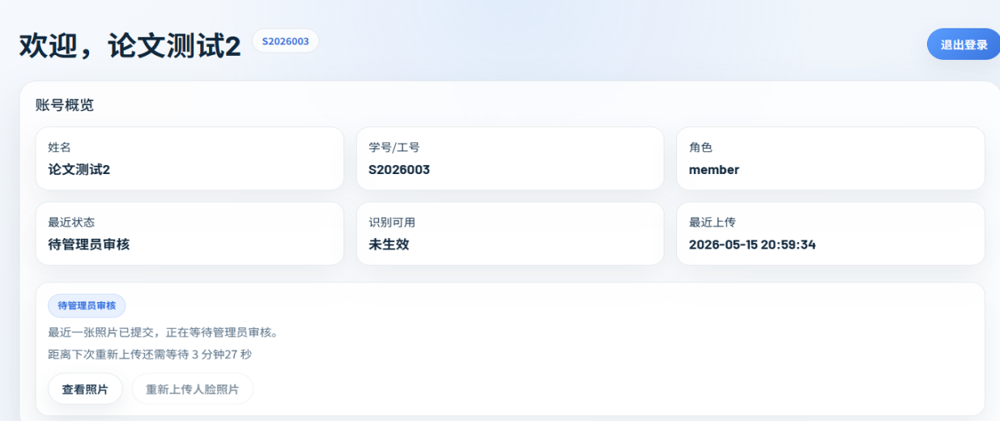 欢迎，论文测试2 S2026003 退出登录
账号概览
姓名 学号/工号 角色
论文测试2 S2026003 member
最近状态 识别可用 最近上传
待管理员审核 未生效 2026-05-15 20:59:34
待管理员审核
最近一张照片已提交，正在等待管理员审核。
距离下次重新上传还需等待 3 分钟27 秒
查看照片 重新上传人脸照片